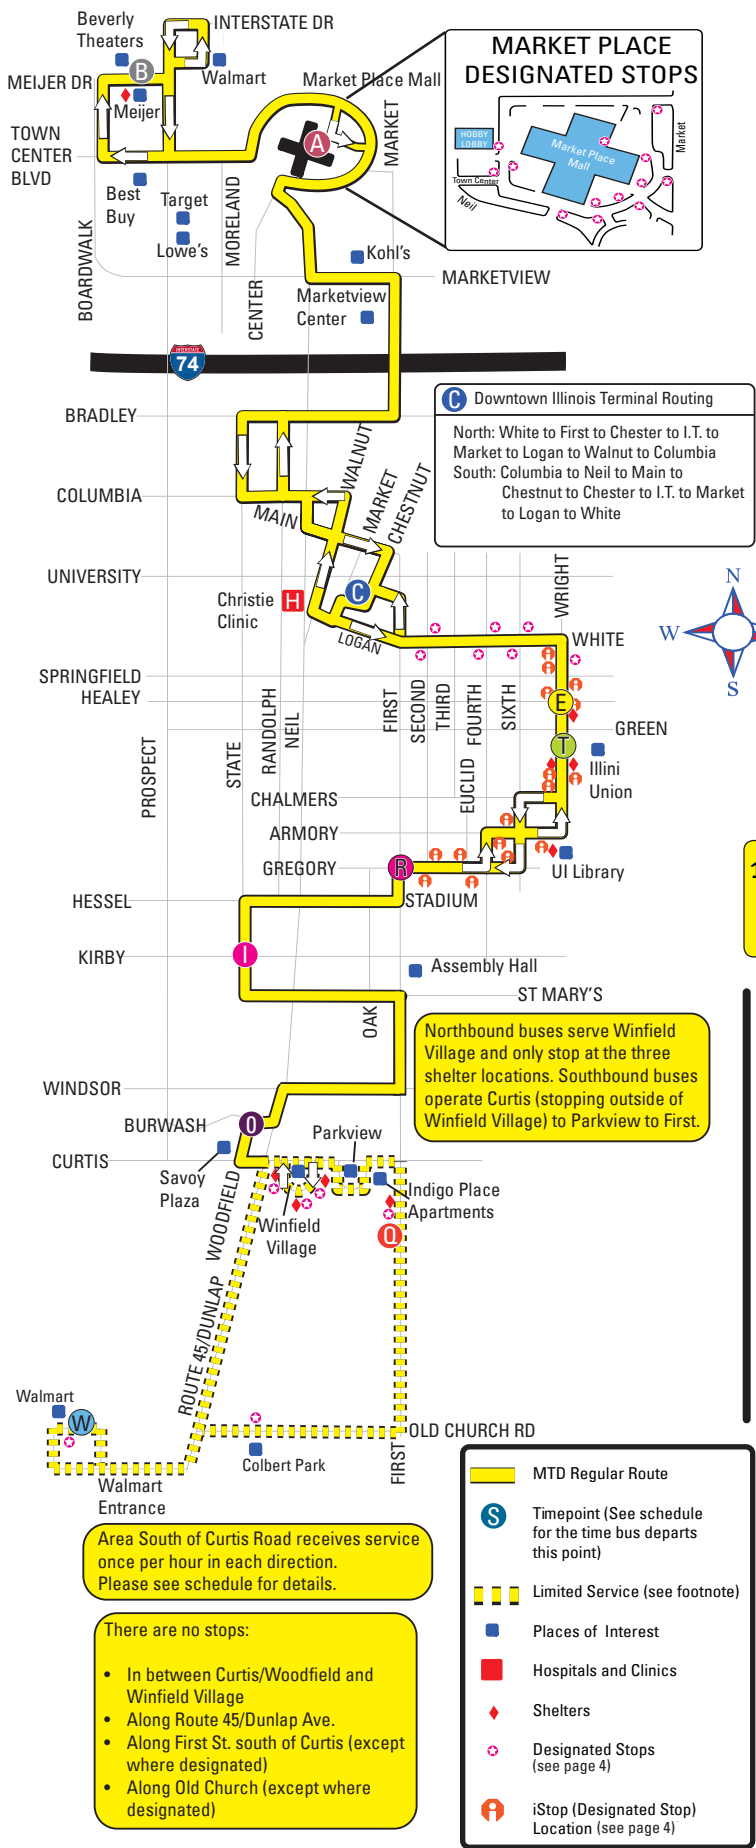 Beverly
Theaters
INTERSTATE DR
B
Walmart
MEIJER DR
Meijer
Market Place Mall
TOWN
CENTER
BLVD
A
MARKET
MARKET PLACE
DESIGNATED STOPS
HOBBY
LOBBY
Market Place
Mall
Market
Town Center
Neil
Best
Buy
Target
Lowe's
BOARDWALK
MORELAND
CENTER
Kohl's
MARKETVIEW
Marketview
Center
INTERSTATE
74
BRADLEY
C Downtown Illinois Terminal Routing
North: White to First to Chester to I.T. to
Market to Logan to Walnut to Columbia
South: Columbia to Neil to Main to
Chestnut to Chester to I.T. to Market
to Logan to White
COLUMBIA
MAIN
WALNUT
MARKET
CHESTNUT
UNIVERSITY
WRIGHT
Christie
Clinic
H
C
LOGAN
WHITE
N
W
S
SPRINGFIELD
HEALEY
E
PROSPECT
STATE
RANDOLPH
NEIL
FIRST
SECOND
THIRD
FOURTH
SIXTH
EUCLID
GREEN
T
Illini
Union
CHALMERS
ARMORY
GREGORY
R
UI Library
1
HESSEL
STADIUM
KIRBY
I
Assembly Hall
ST MARY'S
OAK
Northbound buses serve Winfield
Village and only stop at the three
shelter locations. Southbound buses
operate Curtis (stopping outside of
Winfield Village) to Parkview to First.
WINDSOR
BURWASH
O
Parkview
CURTIS
Savoy
Plaza
WOODFIELD
Winfield
Village
Indigo Place
Apartments
Q
ROUTE 45/DUNLAP
Walmart
W
OLD CHURCH RD
Colbert Park
FIRST
Walmart
Entrance
Area South of Curtis Road receives service
once per hour in each direction.
Please see schedule for details.
There are no stops:
• In between Curtis/Woodfield and
Winfield Village
• Along Route 45/Dunlap Ave.
• Along First St. south of Curtis (except
where designated)
• Along Old Church (except where
designated)
MTD Regular Route
S Timepoint (See schedule
for the time bus departs
this point)
Limited Service (see footnote)
Places of Interest
Hospitals and Clinics
Shelters
Designated Stops
(see page 4)
iStop (Designated Stop)
Location (see page 4)